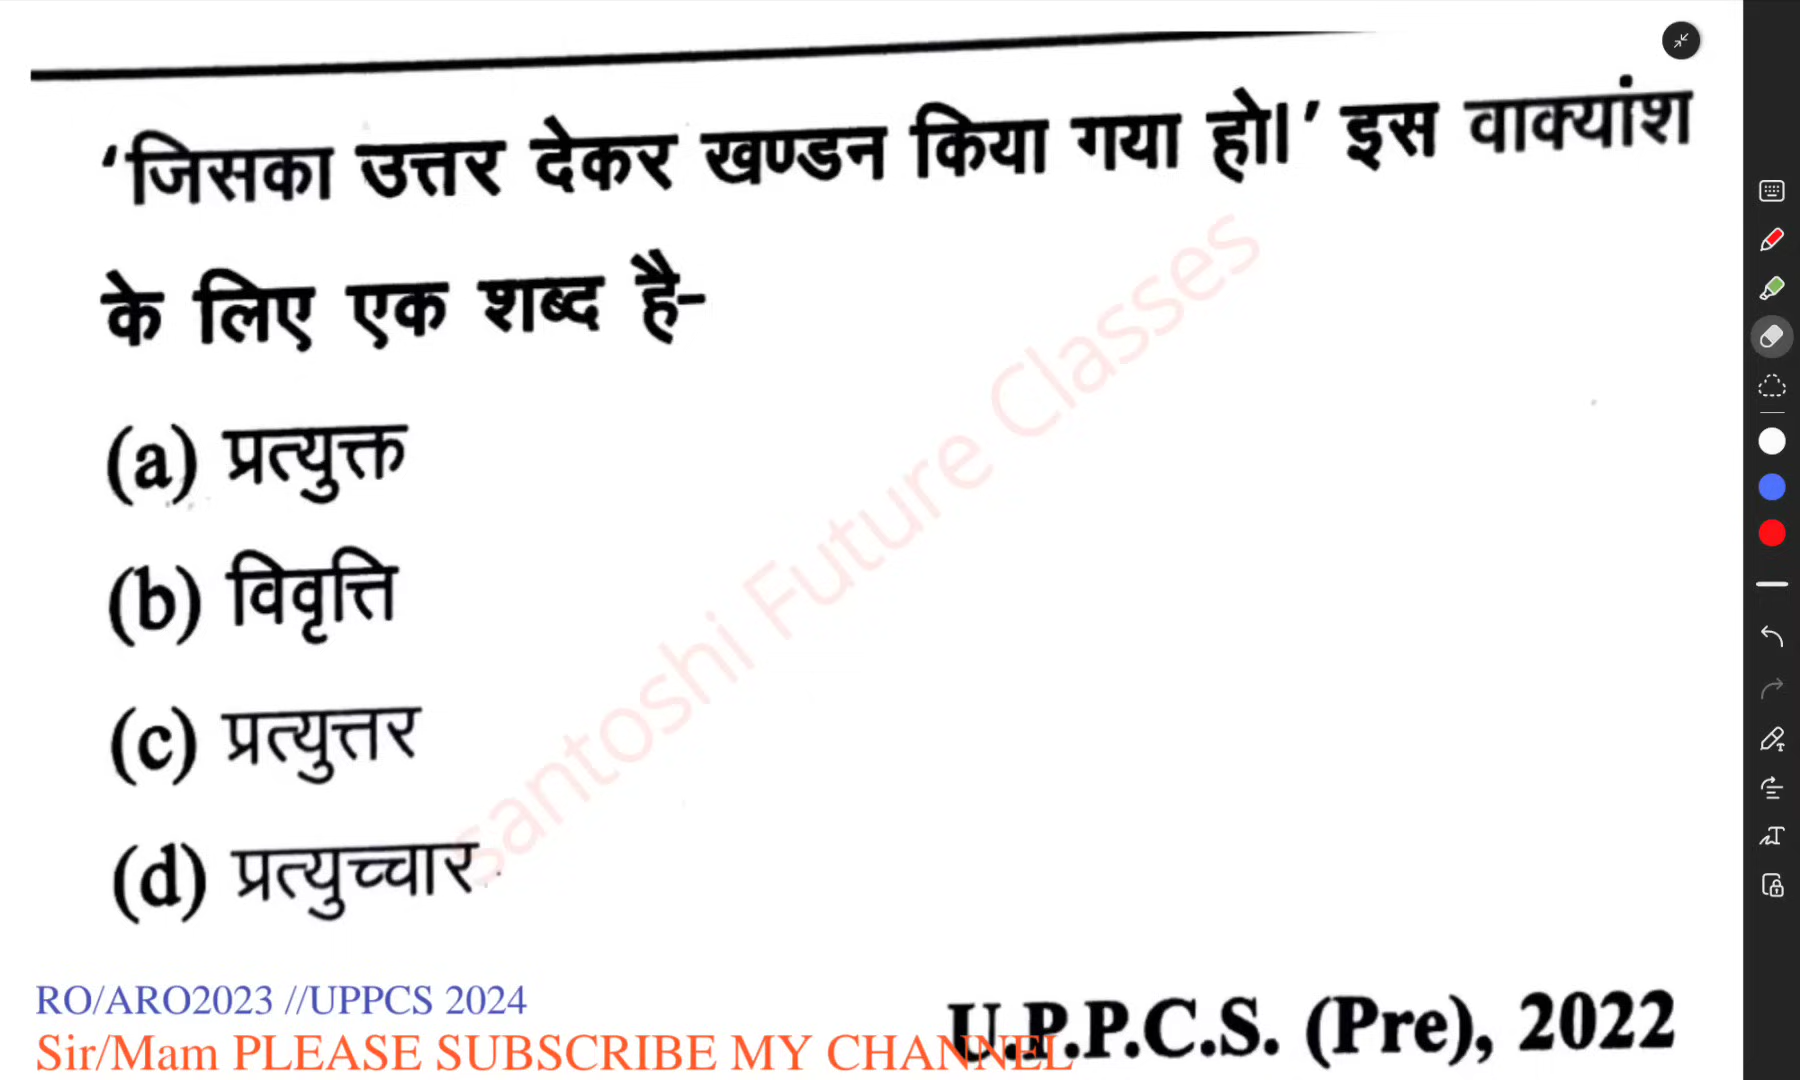 ‘जिसका उत्तर देकर खण्डन किया गया हो।’ इस वाक्यांश
के लिए एक शब्द है-
(a) प्रत्युक्त
(b) विवृत्ति
(c) प्रत्युत्तर
(d) प्रत्युच्चार
santoshi Future Classes
RO/ARO2023 //UPPCS 2024
U.P.P.C.S. (Pre), 2022
Sir/Mam PLEASE SUBSCRIBE MY CHANNEL